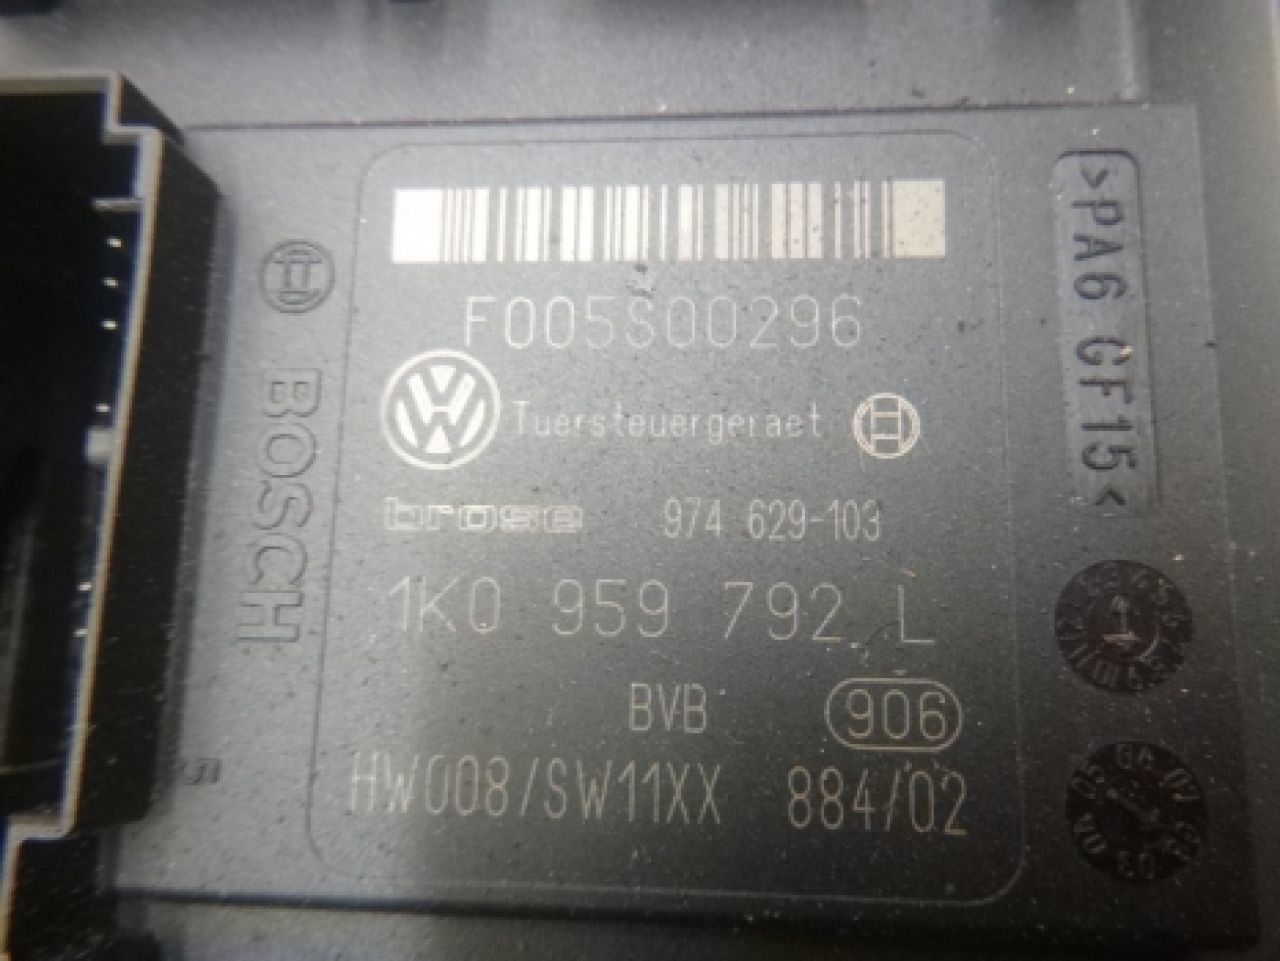 F005S00296
Tuersteuergeraet
brose 974 629-103
1K0 959 792 L
BVB 906
HW008/SW11XX 884/02
BOSCH
>PA6 GF15<